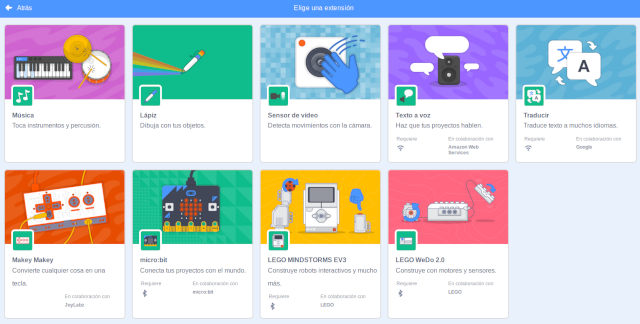 Atrás
Elige una extensión
Música
Toca instrumentos y percusión.
Lápiz
Dibuja con tus objetos.
Sensor de vídeo
Detecta movimientos con la cámara.
Texto a voz
Haz que tus proyectos hablen.
Requiere
En colaboración con
Amazon Web
Services
A
Traducir
Traduce texto a muchos idiomas.
Requiere
En colaboración con
Google
Makey Makey
Convierte cualquier cosa en una
tecla.
En colaboración con
JoyLabz
micro:bit
Conecta tus proyectos con el mundo.
Requiere
En colaboración con
micro:bit
LEGO MINDSTORMS EV3
Construye robots interactivos y mucho
más.
Requiere
En colaboración con
LEGO
LEGO WeDo 2.0
Construye con motores y sensores.
Requiere
En colaboración con
LEGO